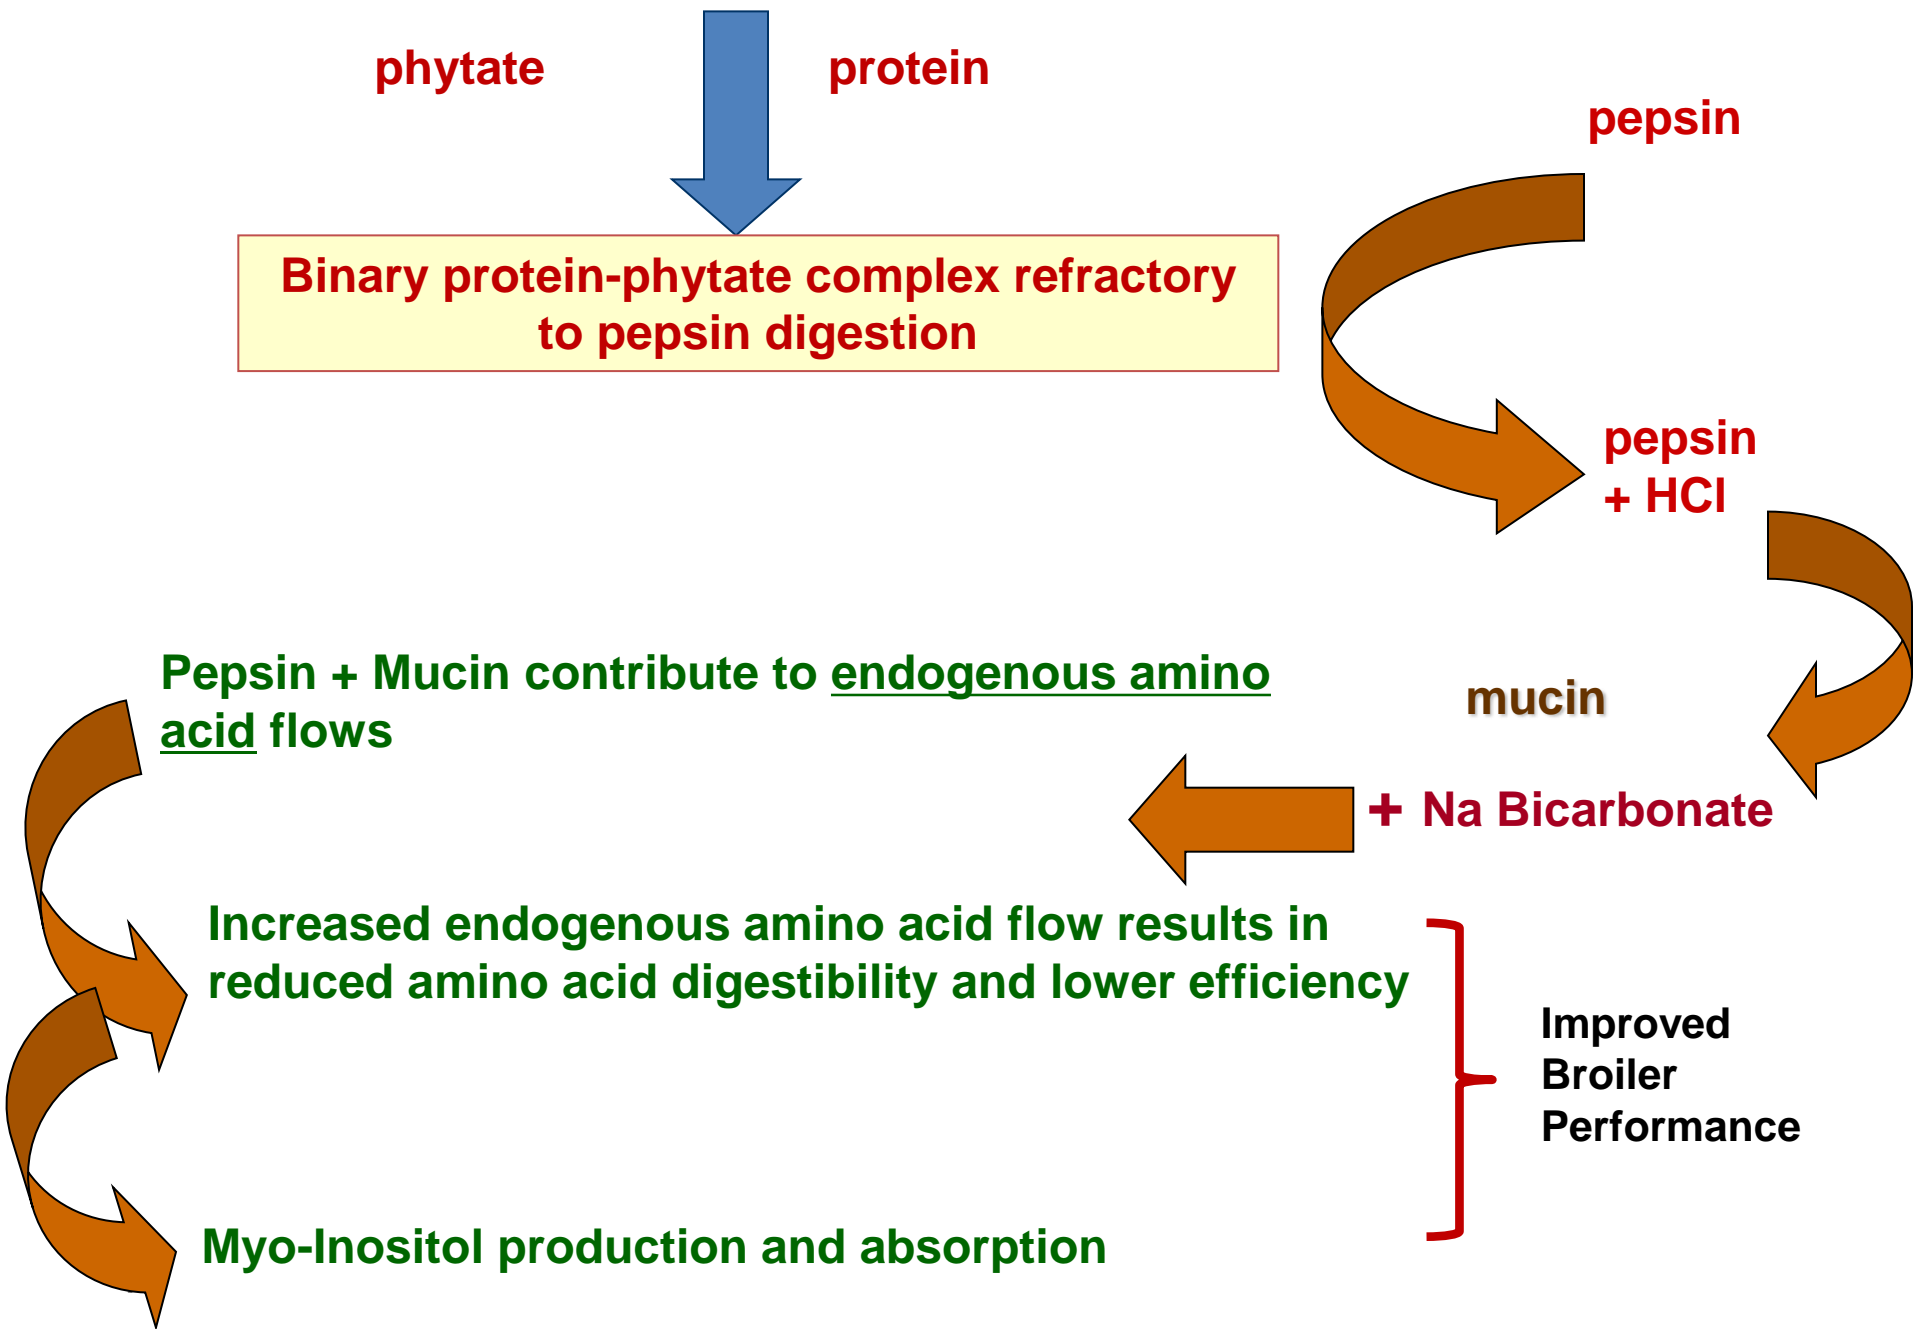 phytate
protein
pepsin
Binary protein-phytate complex refractory
to pepsin digestion
pepsin
+ HCl
Pepsin + Mucin contribute to endogenous amino
acid flows
mucin
+ Na Bicarbonate
Increased endogenous amino acid flow results in
reduced amino acid digestibility and lower efficiency
Improved
Broiler
Performance
Myo-Inositol production and absorption